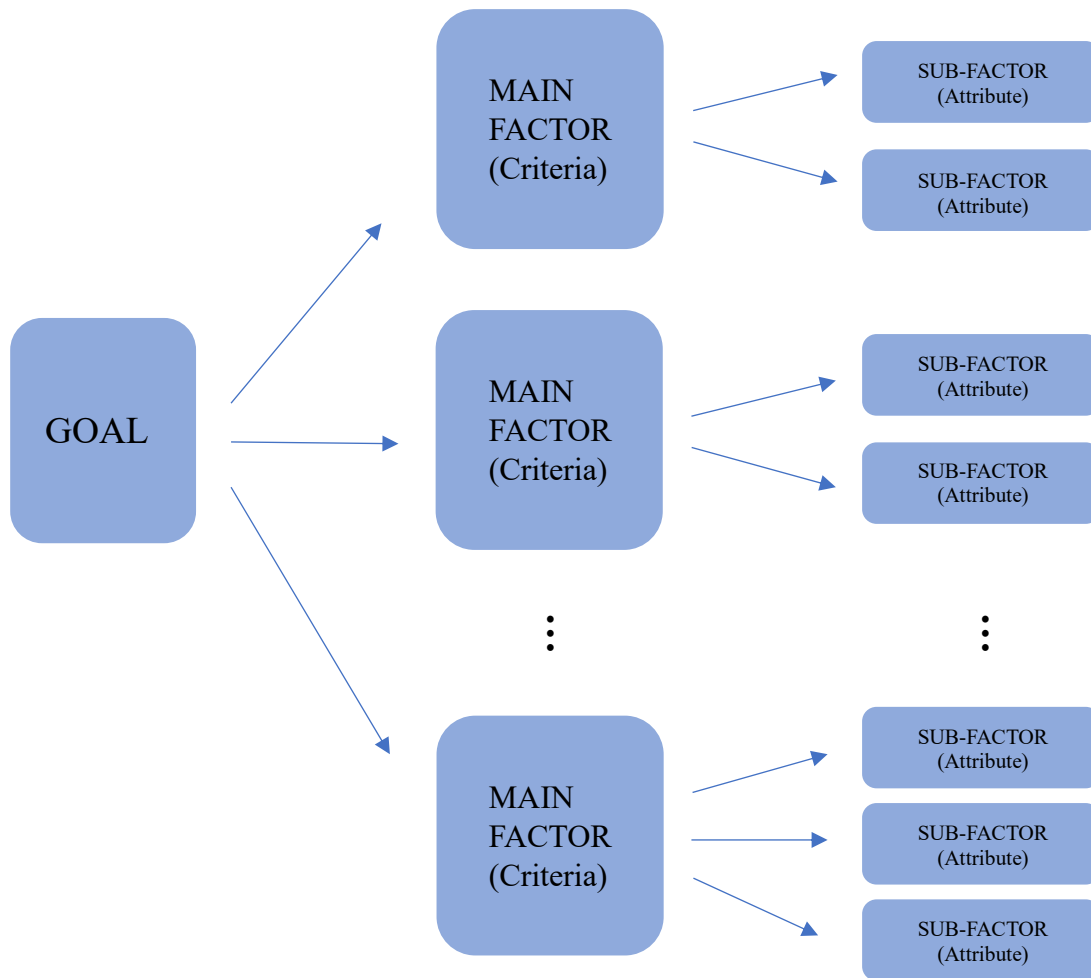 GOAL
MAIN
FACTOR
(Criteria)
SUB-FACTOR
(Attribute)
SUB-FACTOR
(Attribute)
MAIN
FACTOR
(Criteria)
SUB-FACTOR
(Attribute)
SUB-FACTOR
(Attribute)
MAIN
FACTOR
(Criteria)
SUB-FACTOR
(Attribute)
SUB-FACTOR
(Attribute)
SUB-FACTOR
(Attribute)